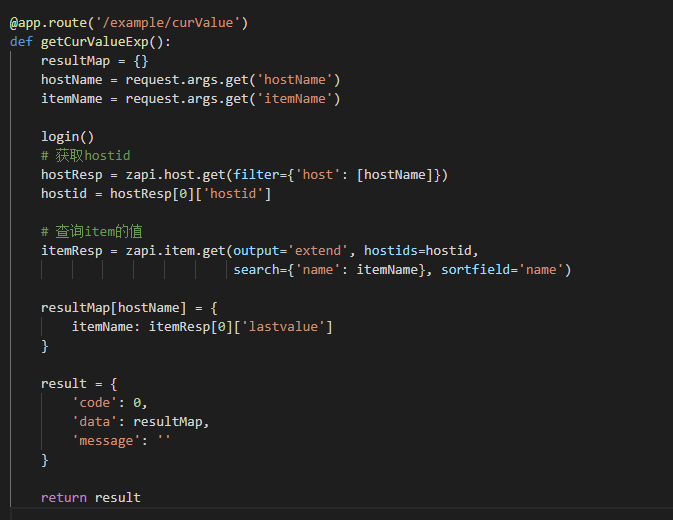 @app.route('/example/curValue')
def getCurValueExp():
    resultMap = {}
    hostName = request.args.get('hostName')
    itemName = request.args.get('itemName')

    login()
    # 获取hostid
    hostResp = zapi.host.get(filter={'host': [hostName]})
    hostid = hostResp[0]['hostid']

    # 查询item的值
    itemResp = zapi.item.get(output='extend', hostids=hostid,
                             search={'name': itemName}, sortfield='name')

    resultMap[hostName] = {
        itemName: itemResp[0]['lastvalue']
    }

    result = {
        'code': 0,
        'data': resultMap,
        'message': ''
    }

    return result